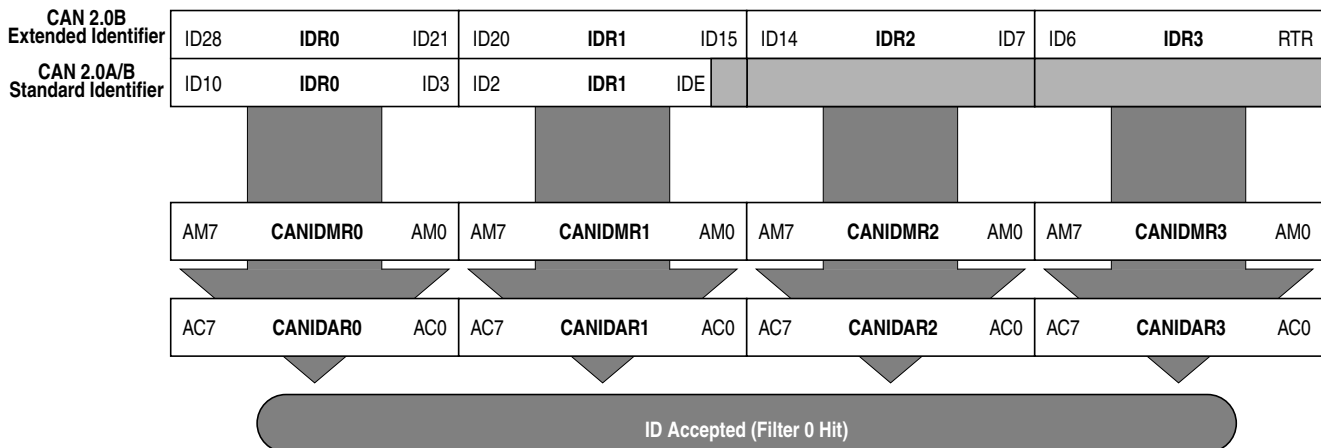 CAN 2.0B
Extended Identifier
ID28 IDR0 ID21 ID20 IDR1 ID15 ID14 IDR2 ID7 ID6 IDR3 RTR
CAN 2.0A/B
Standard Identifier
ID10 IDR0 ID3 ID2 IDR1 IDE
AM7 CANIDMR0 AM0 AM7 CANIDMR1 AM0 AM7 CANIDMR2 AM0 AM7 CANIDMR3 AM0
AC7 CANIDAR0 AC0 AC7 CANIDAR1 AC0 AC7 CANIDAR2 AC0 AC7 CANIDAR3 AC0
ID Accepted (Filter 0 Hit)